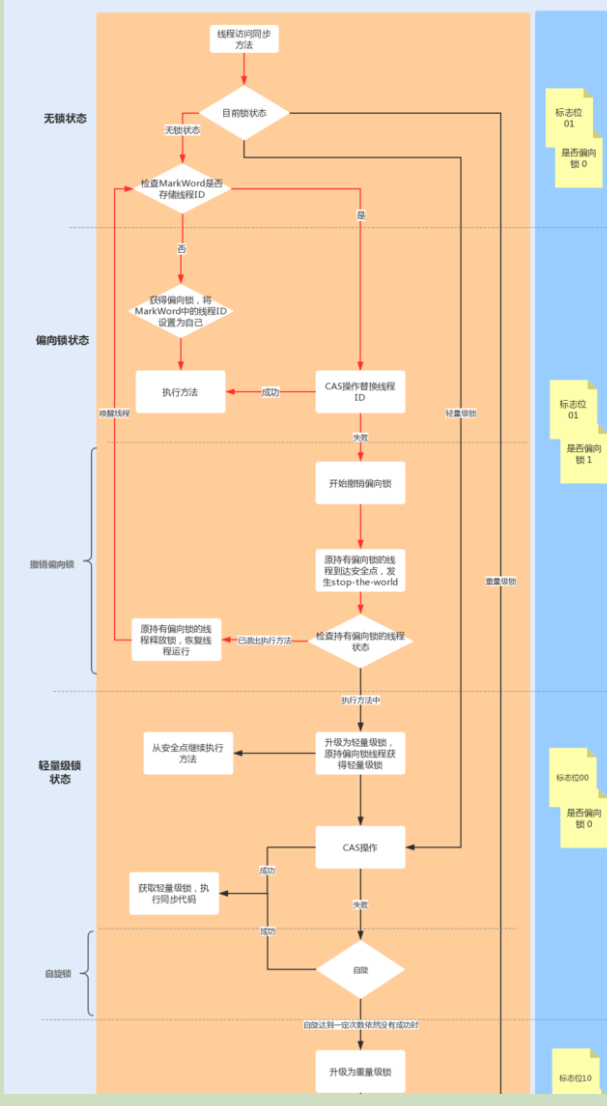 线程访问同步
方法
无锁状态
目前锁状态
标志位
01
无锁状态
是否偏向
锁 0
检查MarkWord是否
存储线程ID
是
否
获得偏向锁，将
MarkWord中的线程ID
设置为自己
偏向锁状态
执行方法
成功
CAS操作替换线程
ID
标志位
01
唤醒线程
轻量级锁
失败
是否偏向
锁 1
开始撤销偏向锁
撤销偏向锁
原持有偏向锁的线
程到达安全点，发
生stop-the-world
重量级锁
原持有偏向锁的线
程释放锁，恢复线
程运行
已退出执行方法
检查持有偏向锁的线程
状态
执行方法中
从安全点继续执行
方法
升级为轻量级锁，
原持偏向锁线程获
得轻量级锁
轻量级锁
状态
标志位00
是否偏向
锁 0
CAS操作
成功
获取轻量级锁，执
行同步代码
失败
成功
自旋锁
自旋
自旋达到一定次数依然没有成功时
升级为重量级锁
标志位10